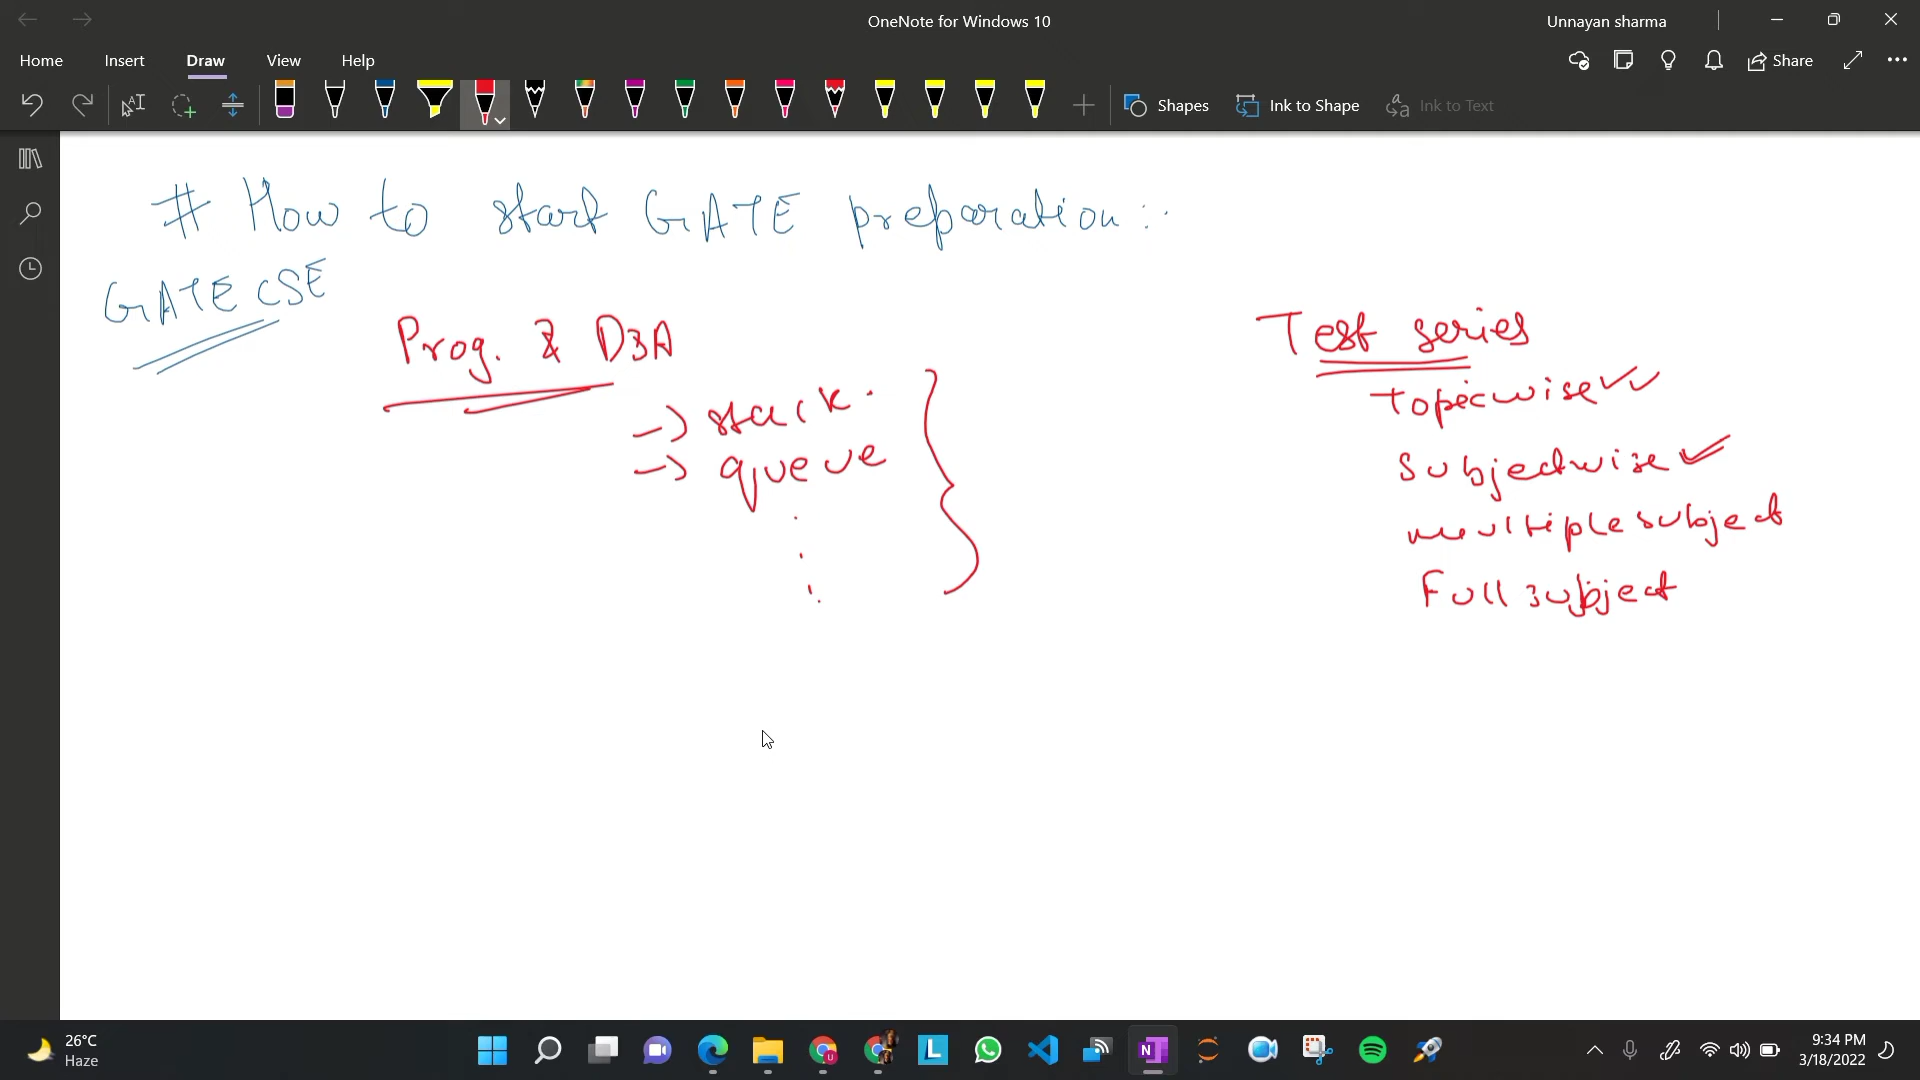 OneNote for Windows 10
Unnayan sharma
Home Insert Draw View Help
Share
Shapes Ink to Shape Ink to Text
# How to start GATE preparation :-
GATE CSE
Prog. & DSA
→ stack.
→ queue
Test series
Topicwise ✓✓
Subjectwise ✓
multiple subject
Full subject
26°C
Haze
9:34 PM
3/18/2022